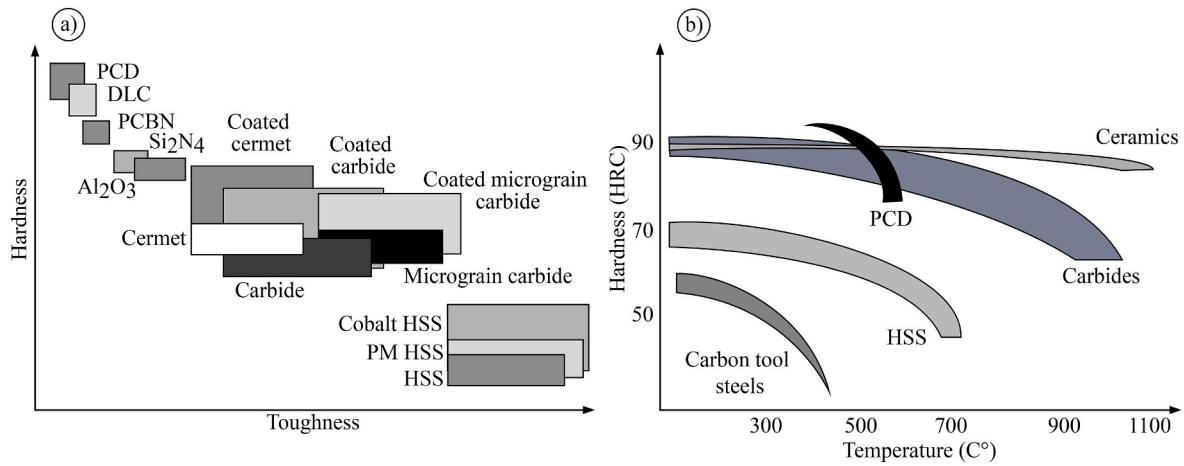 a)
PCD
DLC
PCBN
Si2N4
Al2O3
Coated
cermet
Coated
carbide
Coated micrograin
carbide
Cermet
Carbide
Micrograin carbide
Cobalt HSS
PM HSS
HSS
Hardness
Toughness
b)
Hardness (HRC)
90
70
50
Ceramics
PCD
Carbides
HSS
Carbon tool
steels
300 500 700 900 1100
Temperature (C°)